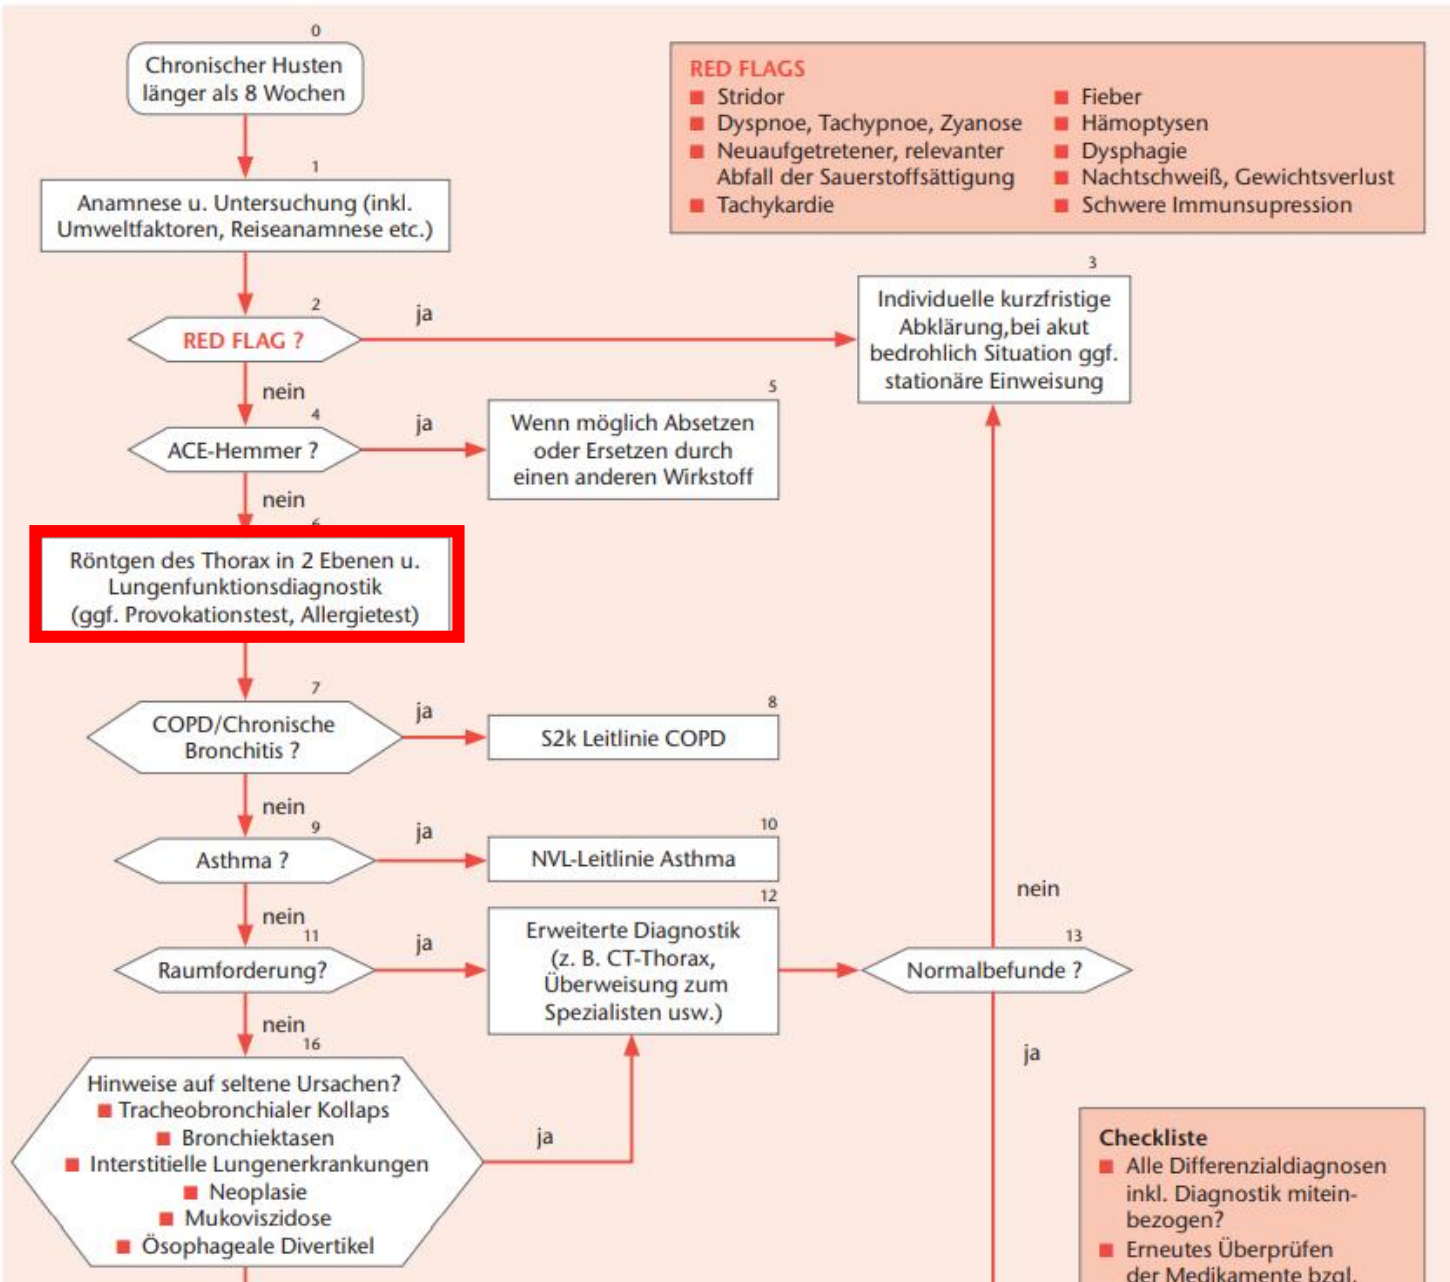 0
Chronischer Husten
länger als 8 Wochen
RED FLAGS
■ Stridor
■ Dyspnoe, Tachypnoe, Zyanose
■ Neuaufgetretener, relevanter
Abfall der Sauerstoffsättigung
■ Tachykardie
■ Fieber
■ Hämoptysen
■ Dysphagie
■ Nachtschweiß, Gewichtsverlust
■ Schwere Immunsupression
1
Anamnese u. Untersuchung (inkl.
Umweltfaktoren, Reiseanamnese etc.)
2
RED FLAG ?
ja
3
Individuelle kurzfristige
Abklärung,bei akut
bedrohlich Situation ggf.
stationäre Einweisung
nein
4
ACE-Hemmer ?
ja
5
Wenn möglich Absetzen
oder Ersetzen durch
einen anderen Wirkstoff
nein
6
Röntgen des Thorax in 2 Ebenen u.
Lungenfunktionsdiagnostik
(ggf. Provokationstest, Allergietest)
7
COPD/Chronische
Bronchitis ?
ja
8
S2k Leitlinie COPD
nein
9
Asthma ?
ja
10
NVL-Leitlinie Asthma
nein
11
Raumforderung?
ja
12
Erweiterte Diagnostik
(z. B. CT-Thorax,
Überweisung zum
Spezialisten usw.)
nein
13
Normalbefunde ?
ja
nein
16
Hinweise auf seltene Ursachen?
■ Tracheobronchialer Kollaps
■ Bronchiektasen
■ Interstitielle Lungenerkrankungen
■ Neoplasie
■ Mukoviszidose
■ Ösophageale Divertikel
ja
Checkliste
■ Alle Differenzialdiagnosen
inkl. Diagnostik mitein-
bezogen?
■ Erneutes Überprüfen
der Medikamente bzgl.